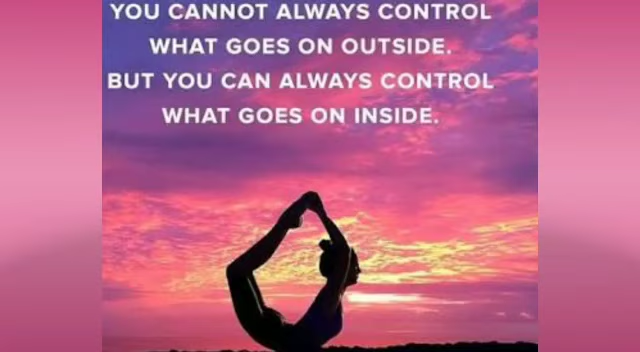 YOU CANNOT ALWAYS CONTROL
WHAT GOES ON OUTSIDE.
BUT YOU CAN ALWAYS CONTROL
WHAT GOES ON INSIDE.